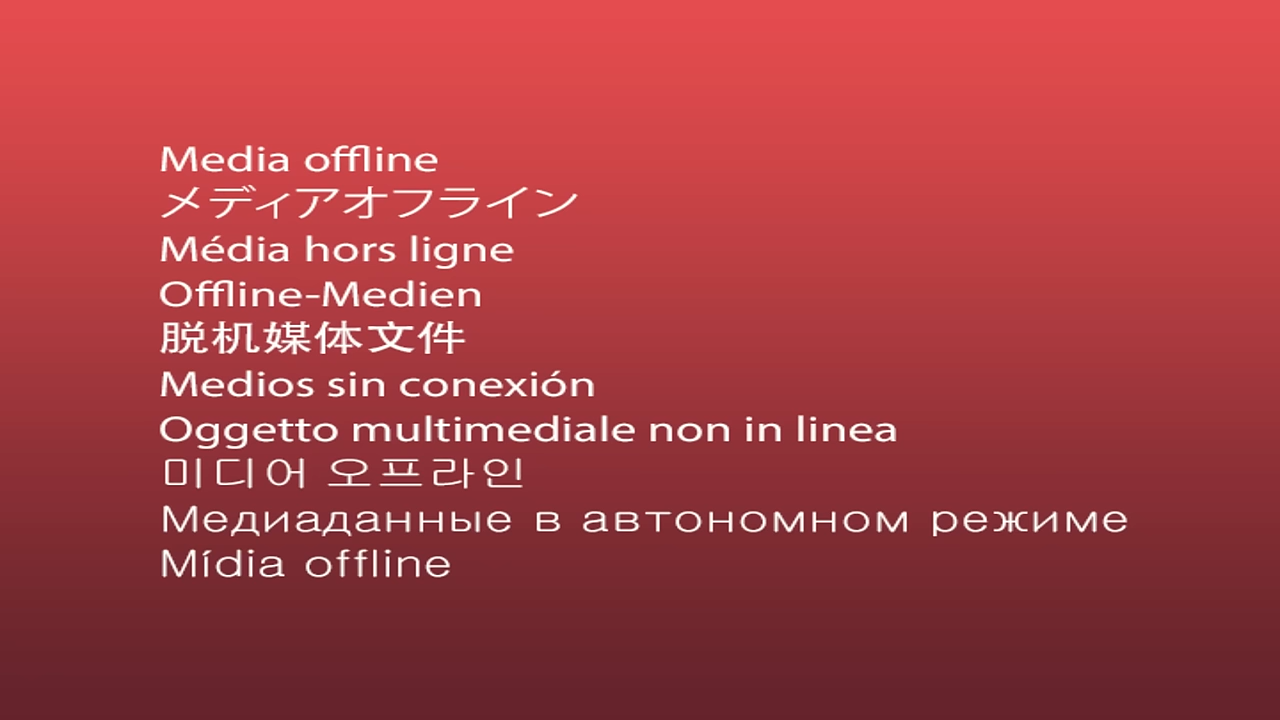 Media offline
メディアオフライン
Média hors ligne
Offline-Medien
脱机媒体文件
Medios sin conexión
Oggetto multimediale non in linea
미디어 오프라인
Медиаданные в автономном режиме
Mídia offline